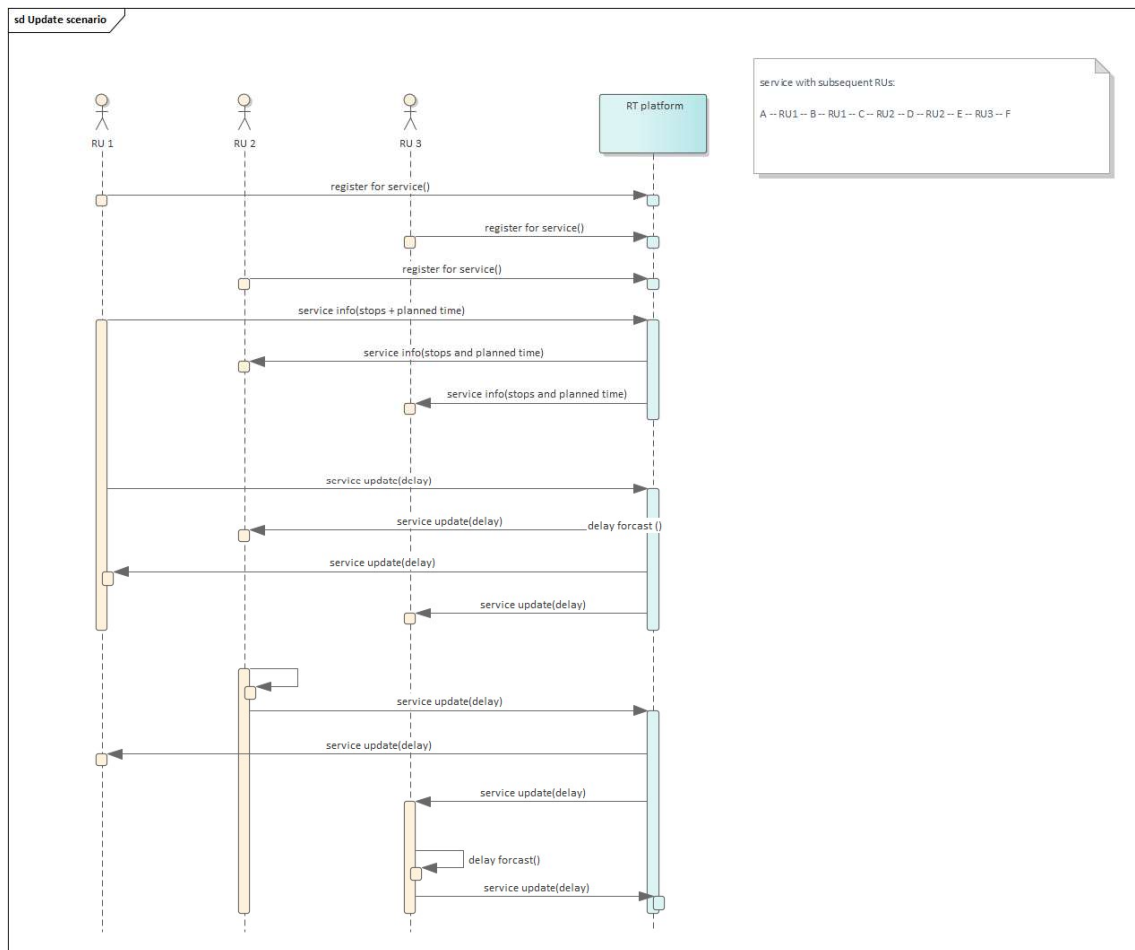 sd Update scenario
service with subsequent RUs:
A -- RU1 -- B -- RU1 -- C -- RU2 -- D -- RU2 -- E -- RU3 -- F
RT platform
RU 1
RU 2
RU 3
register for service()
register for service()
register for service()
service info(stops + planned time)
service info(stops and planned time)
service info(stops and planned time)
service update(delay)
service update(delay)
delay forcast ()
service update(delay)
service update(delay)
service update(delay)
service update(delay)
service update(delay)
delay forcast()
service update(delay)